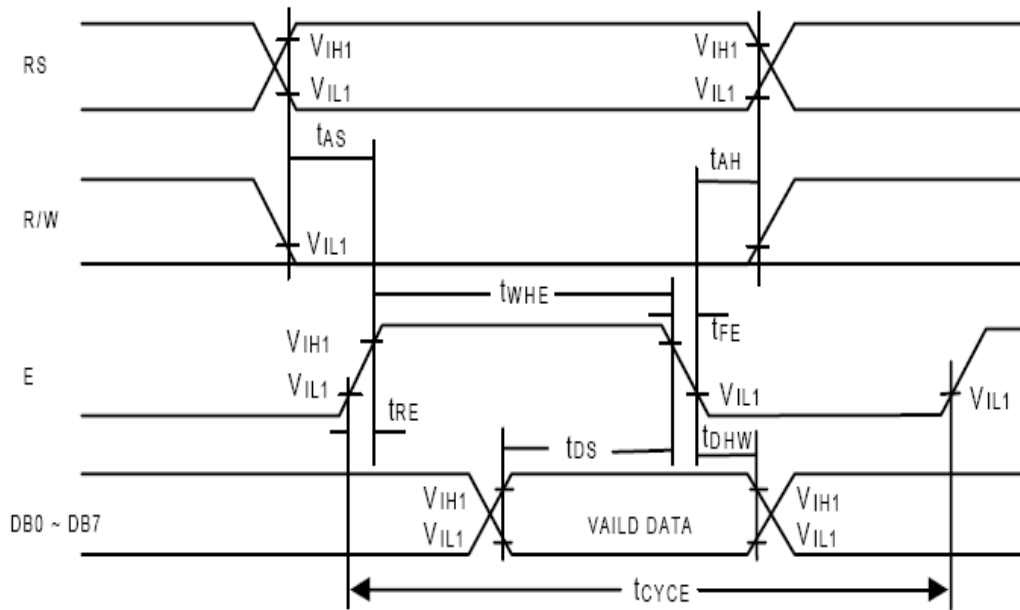 RS
VIH1
VIH1
VIL1
VIL1
tAS
tAH
R/W
VIL1
tWHE
tFE
VIH1
E
VIL1
VIL1
VIL1
tRE
tDS
tDHW
VIH1
VIH1
DB0 ~ DB7
VAILD DATA
VIL1
VIL1
tCYCE